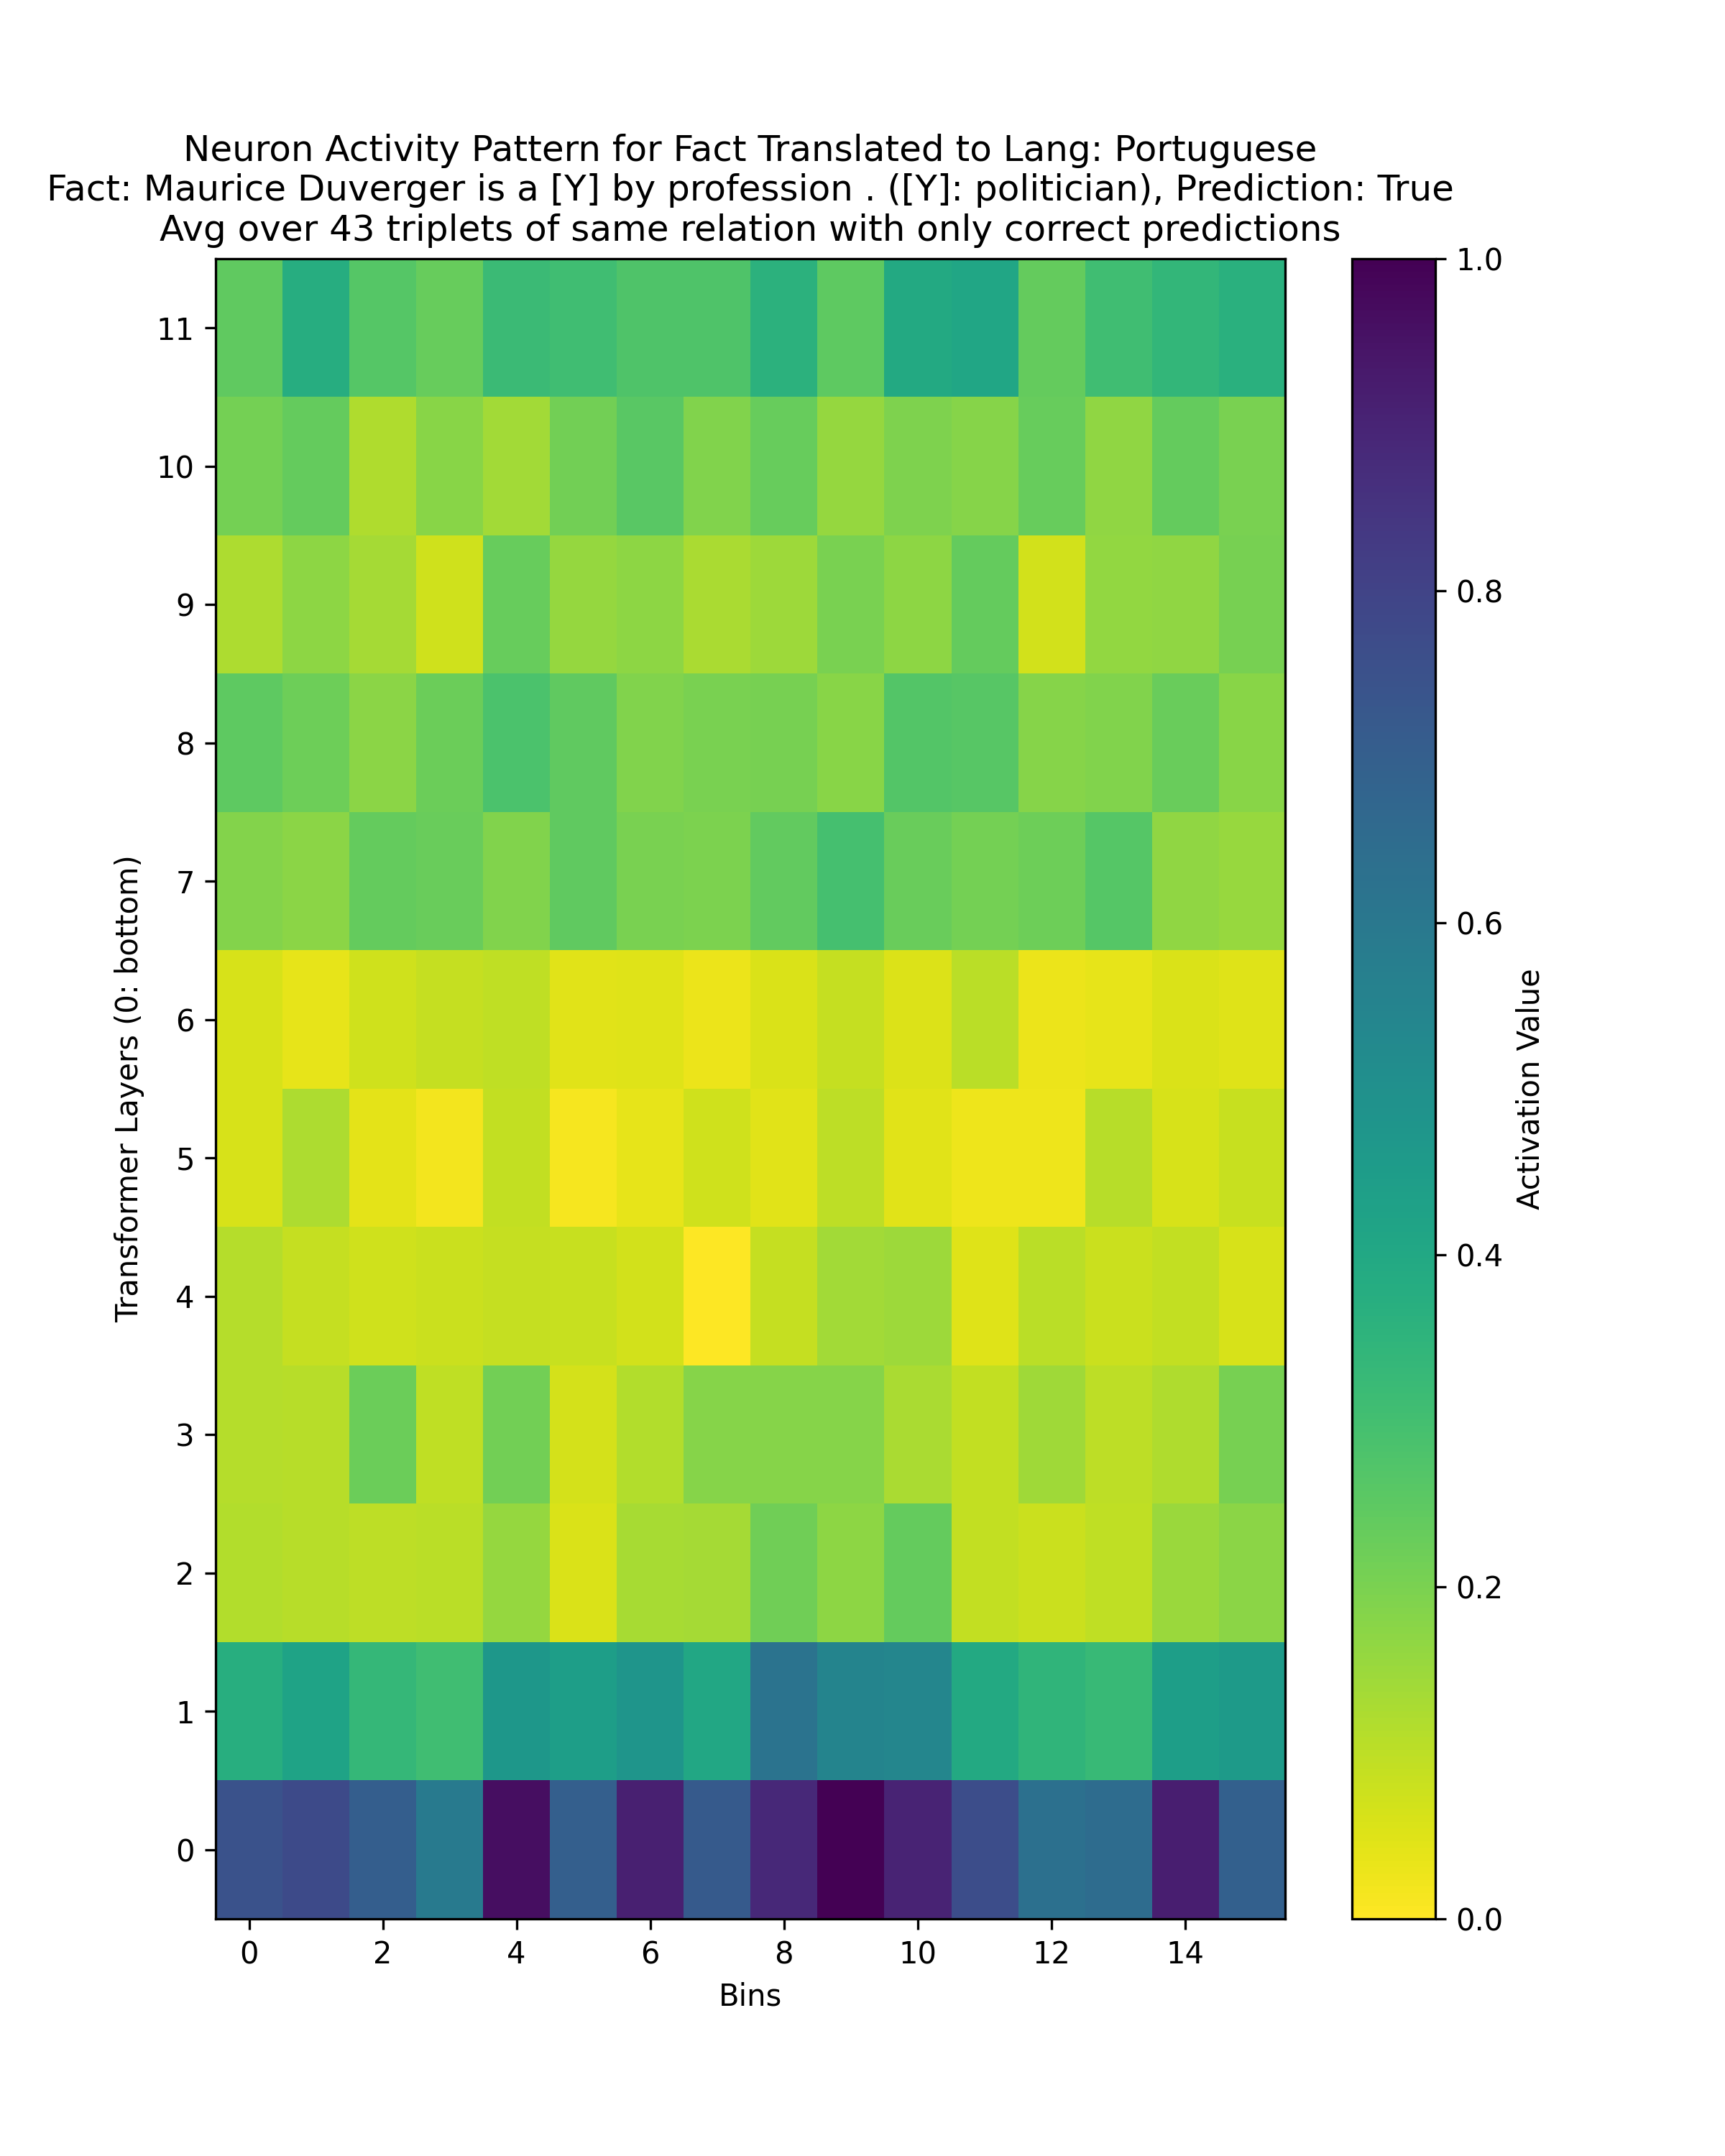 Neuron Activity Pattern for Fact Translated to Lang: Portuguese
Fact: Maurice Duverger is a [Y] by profession . ([Y]: politician), Prediction: True
Avg over 43 triplets of same relation with only correct predictions
11
10
9
8
7
6
5
4
3
2
1
0
Transformer Layers (0: bottom)
0 2 4 6 8 10 12 14
Bins
1.0
0.8
0.6
0.4
0.2
0.0
Activation Value